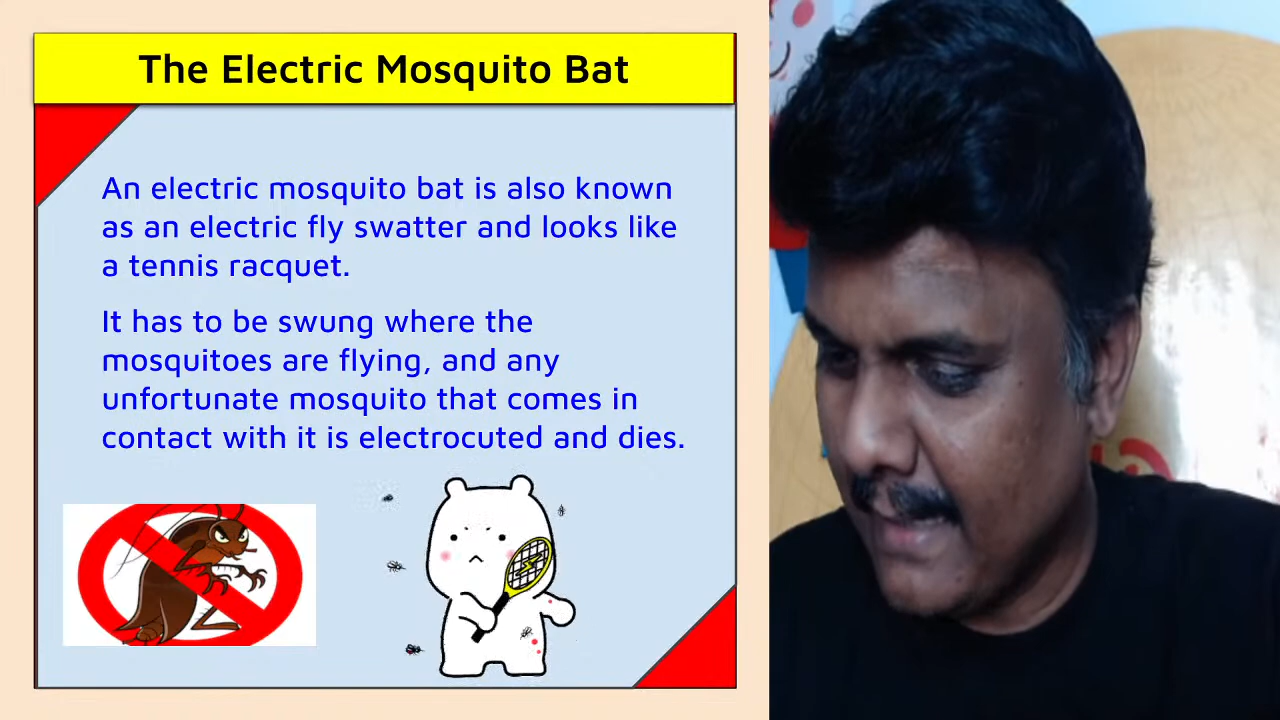 The Electric Mosquito Bat
An electric mosquito bat is also known
as an electric fly swatter and looks like
a tennis racquet.
It has to be swung where the
mosquitoes are flying, and any
unfortunate mosquito that comes in
contact with it is electrocuted and dies.